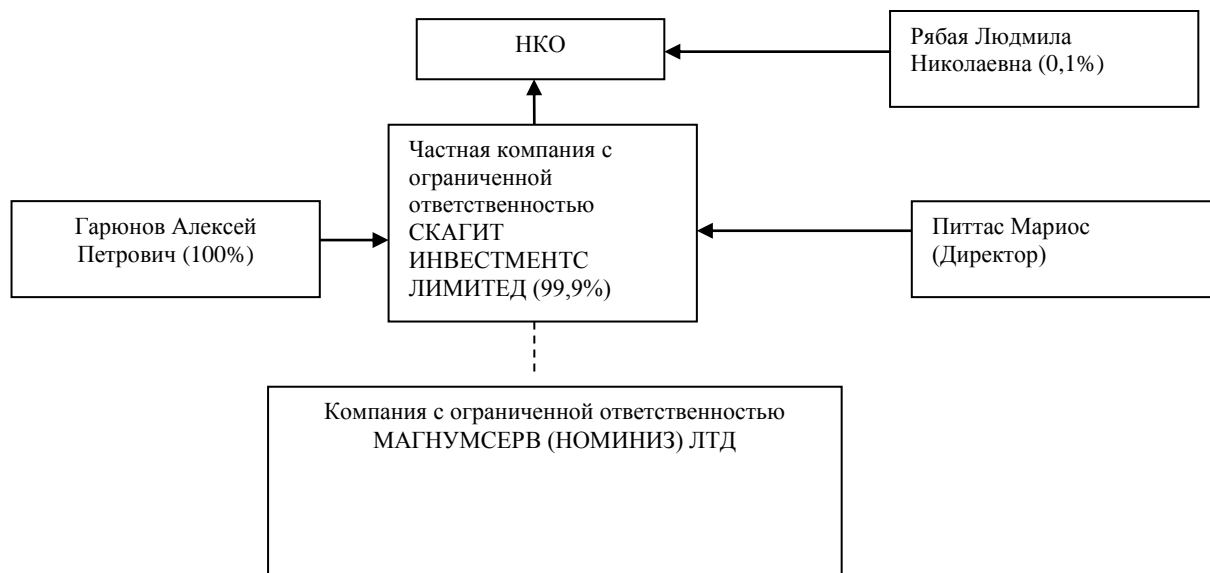 НКО
Рябая Людмила
Николаевна (0,1%)
Частная компания с
ограниченной
ответственностью
СКАГИТ
ИНВЕСТМЕНТС
ЛИМИТЕД (99,9%)
Гарюнов Алексей
Петрович (100%)
Питтас Мариос
(Директор)
Компания с ограниченной ответственностью
МАГНУМСЕРВ (НОМИНИЗ) ЛТД